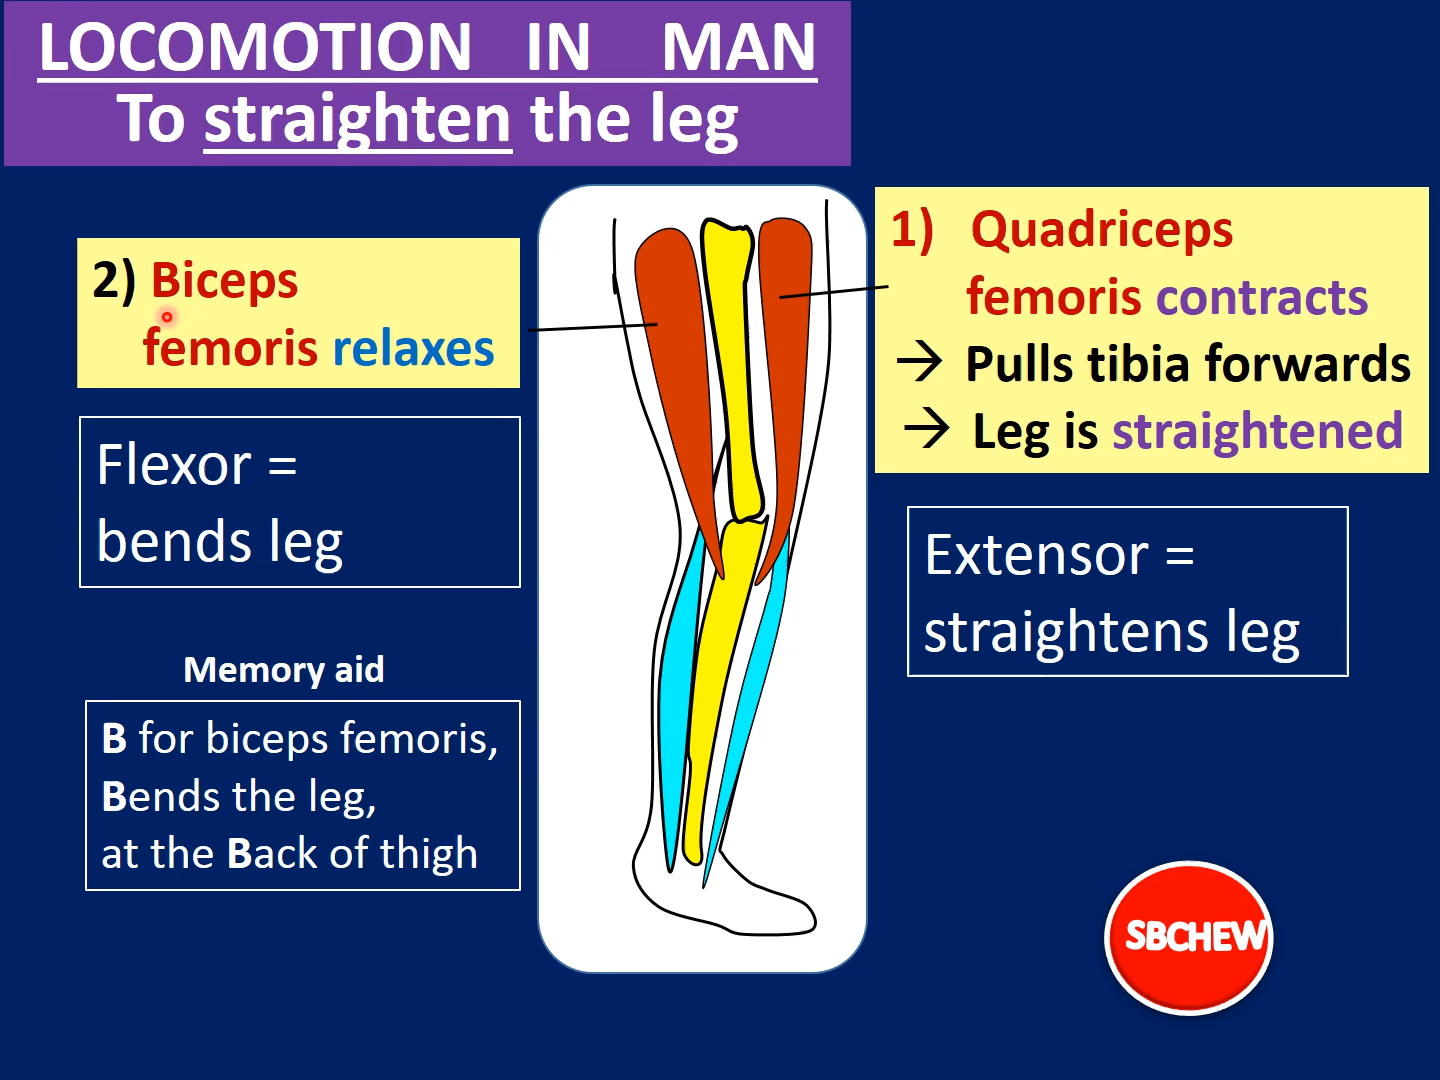 LOCOMOTION IN MAN
To straighten the leg
2) Biceps
femoris relaxes
Flexor =
bends leg
Memory aid
B for biceps femoris,
Bends the leg,
at the Back of thigh
1) Quadriceps
femoris contracts
→ Pulls tibia forwards
→ Leg is straightened
Extensor =
straightens leg
SBCHEW